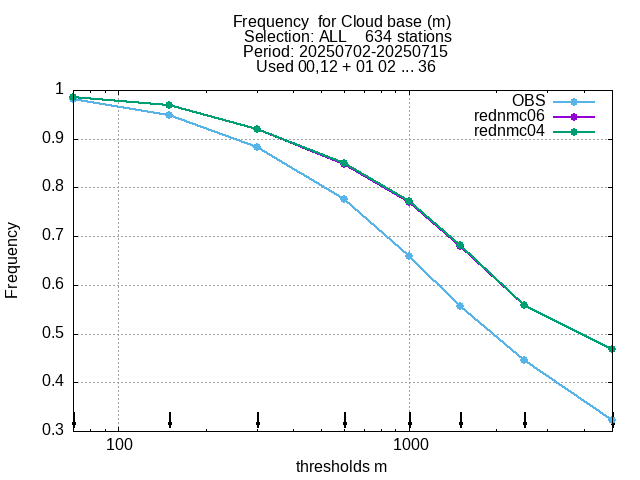 Frequency  for Cloud base (m)
Selection: ALL    634 stations
Period: 20250702-20250715
Used 00,12 + 01 02 ... 36
OBS
rednmc06
rednmc04
1
0.9
0.8
0.7
0.6
0.5
0.4
0.3
Frequency
100
1000
thresholds m